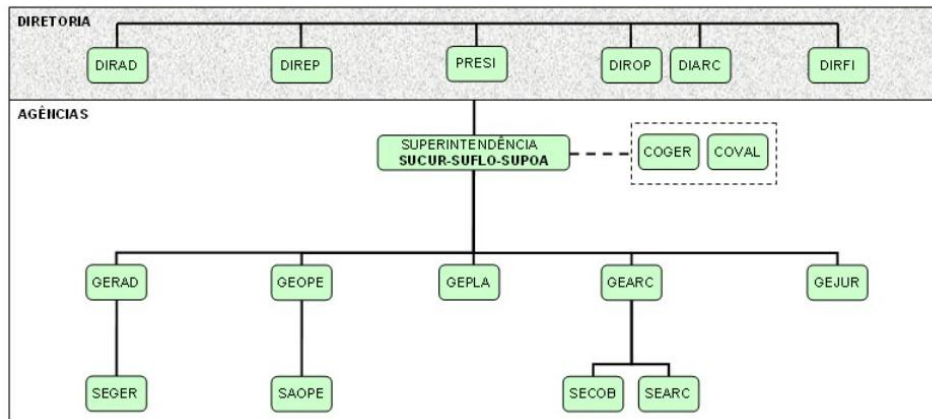 DIRETORIA
DIRAD DIREP PRESI DIROP DIARC DIRFI
AGÊNCIAS
SUPERINTENDÊNCIA
SUCUR-SUFLO-SUPOA
COGER COVAL
GERAD GEOPE GEPLA GEARC GEJUR
SEGER SAOPE SECOB SEARC